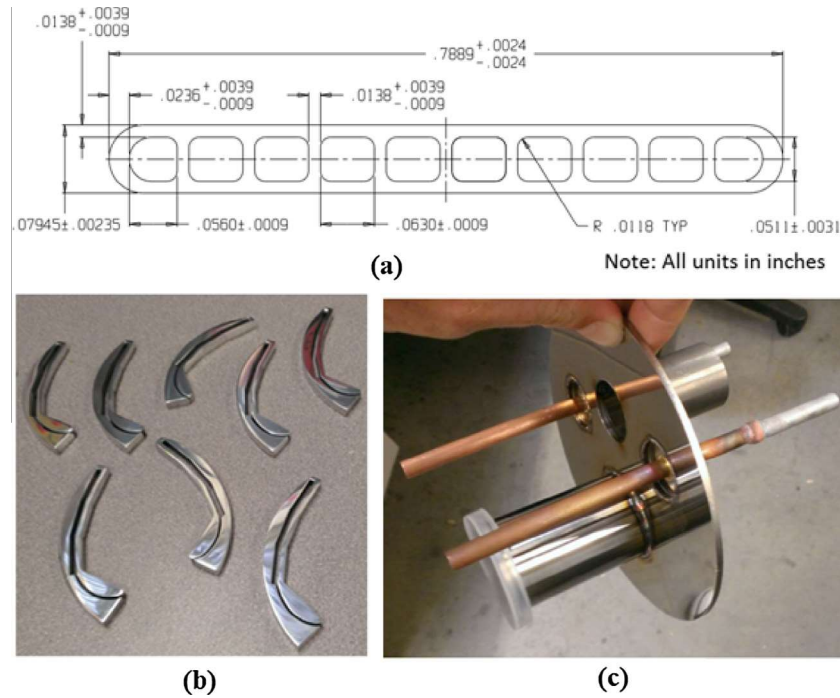 .0138 +.0039 -.0009
.7889 +.0024 -.0024
.0236 +.0039 -.0009
.0138 +.0039 -.0009
.07945±.00235
.0560±.0009
.0630±.0009
R .0118 TYP
.0511±.0031
(a)
Note: All units in inches
(b)
(c)